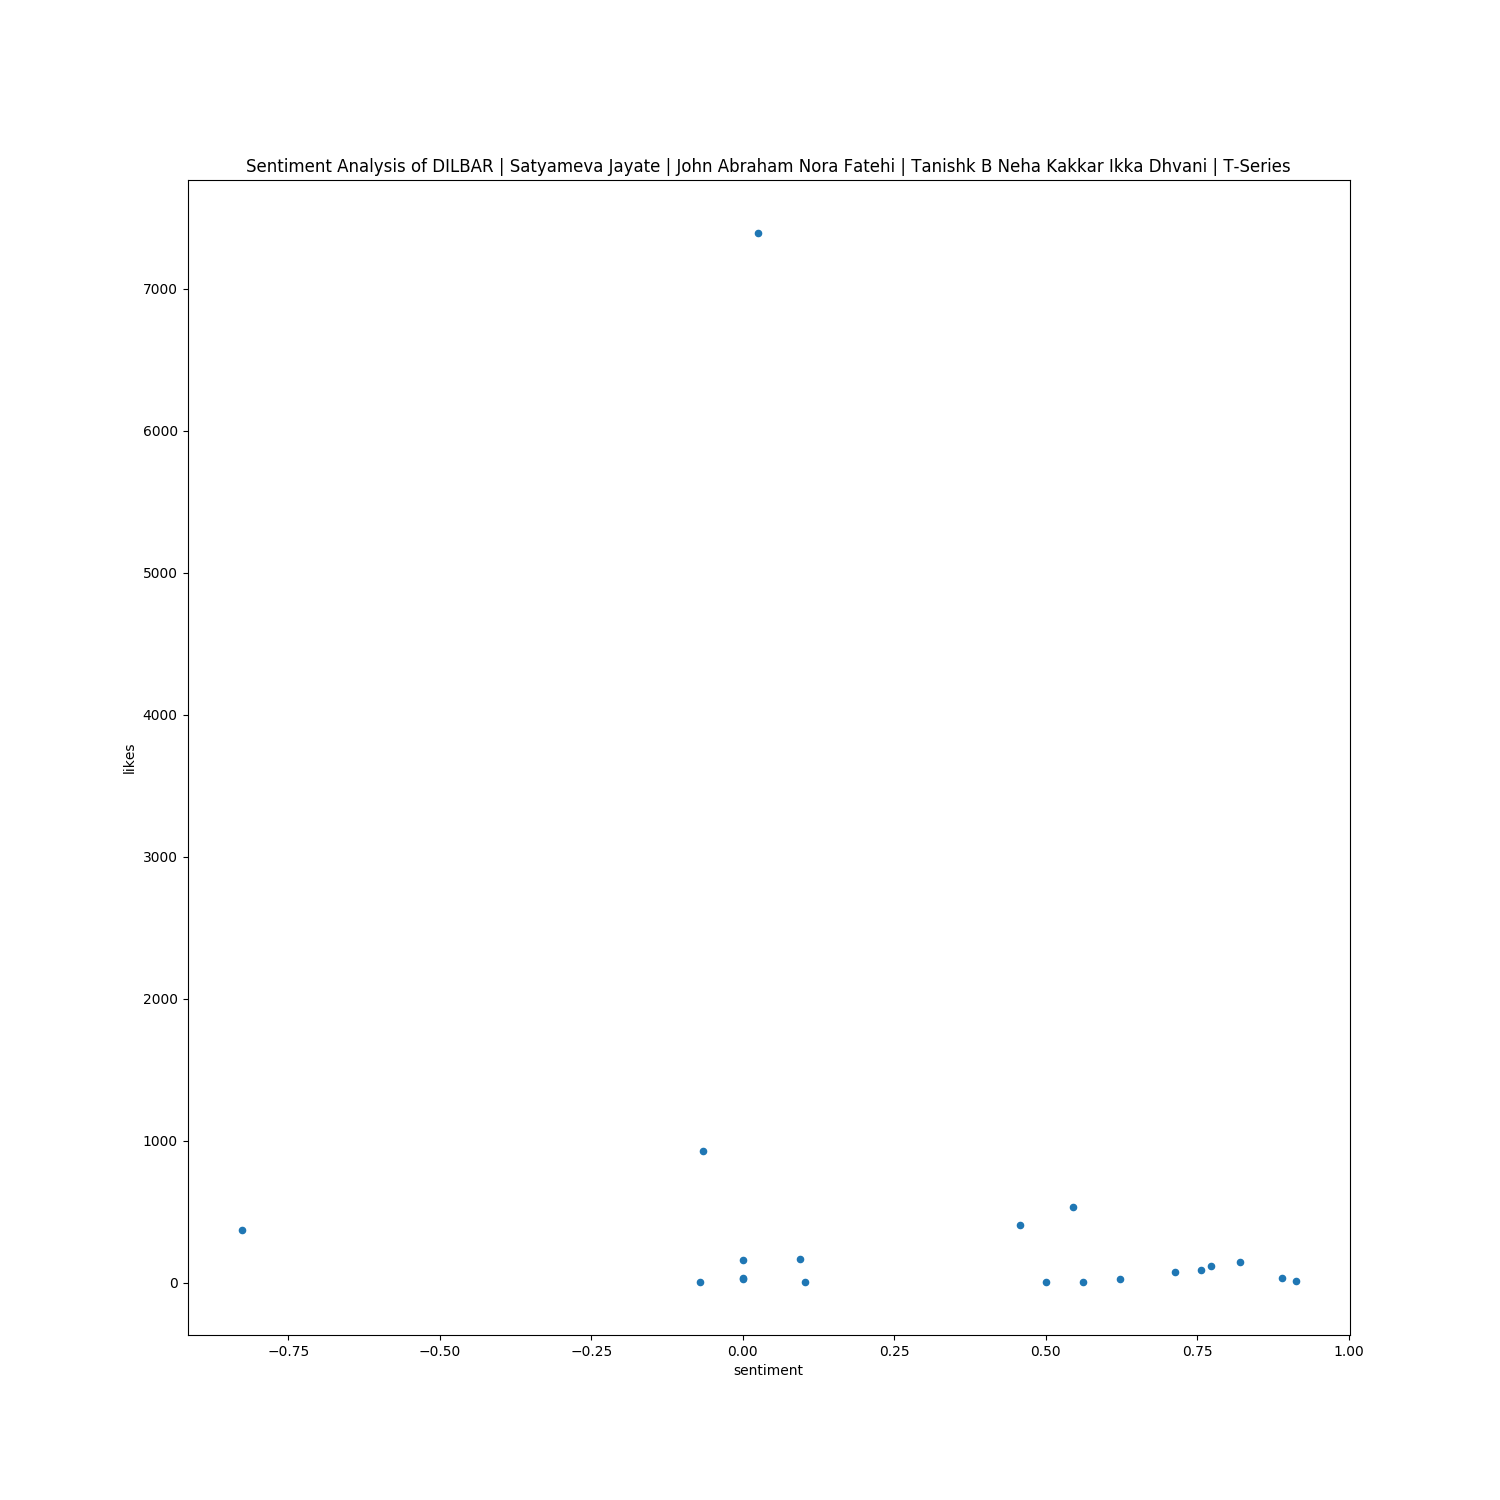 Sentiment Analysis of DILBAR | Satyameva Jayate | John Abraham Nora Fatehi | Tanishk B Neha Kakkar Ikka Dhvani | T-Series
7000
6000
5000
4000
likes
3000
2000
1000
0
−0.75 −0.50 −0.25 0.00 0.25 0.50 0.75 1.00
sentiment